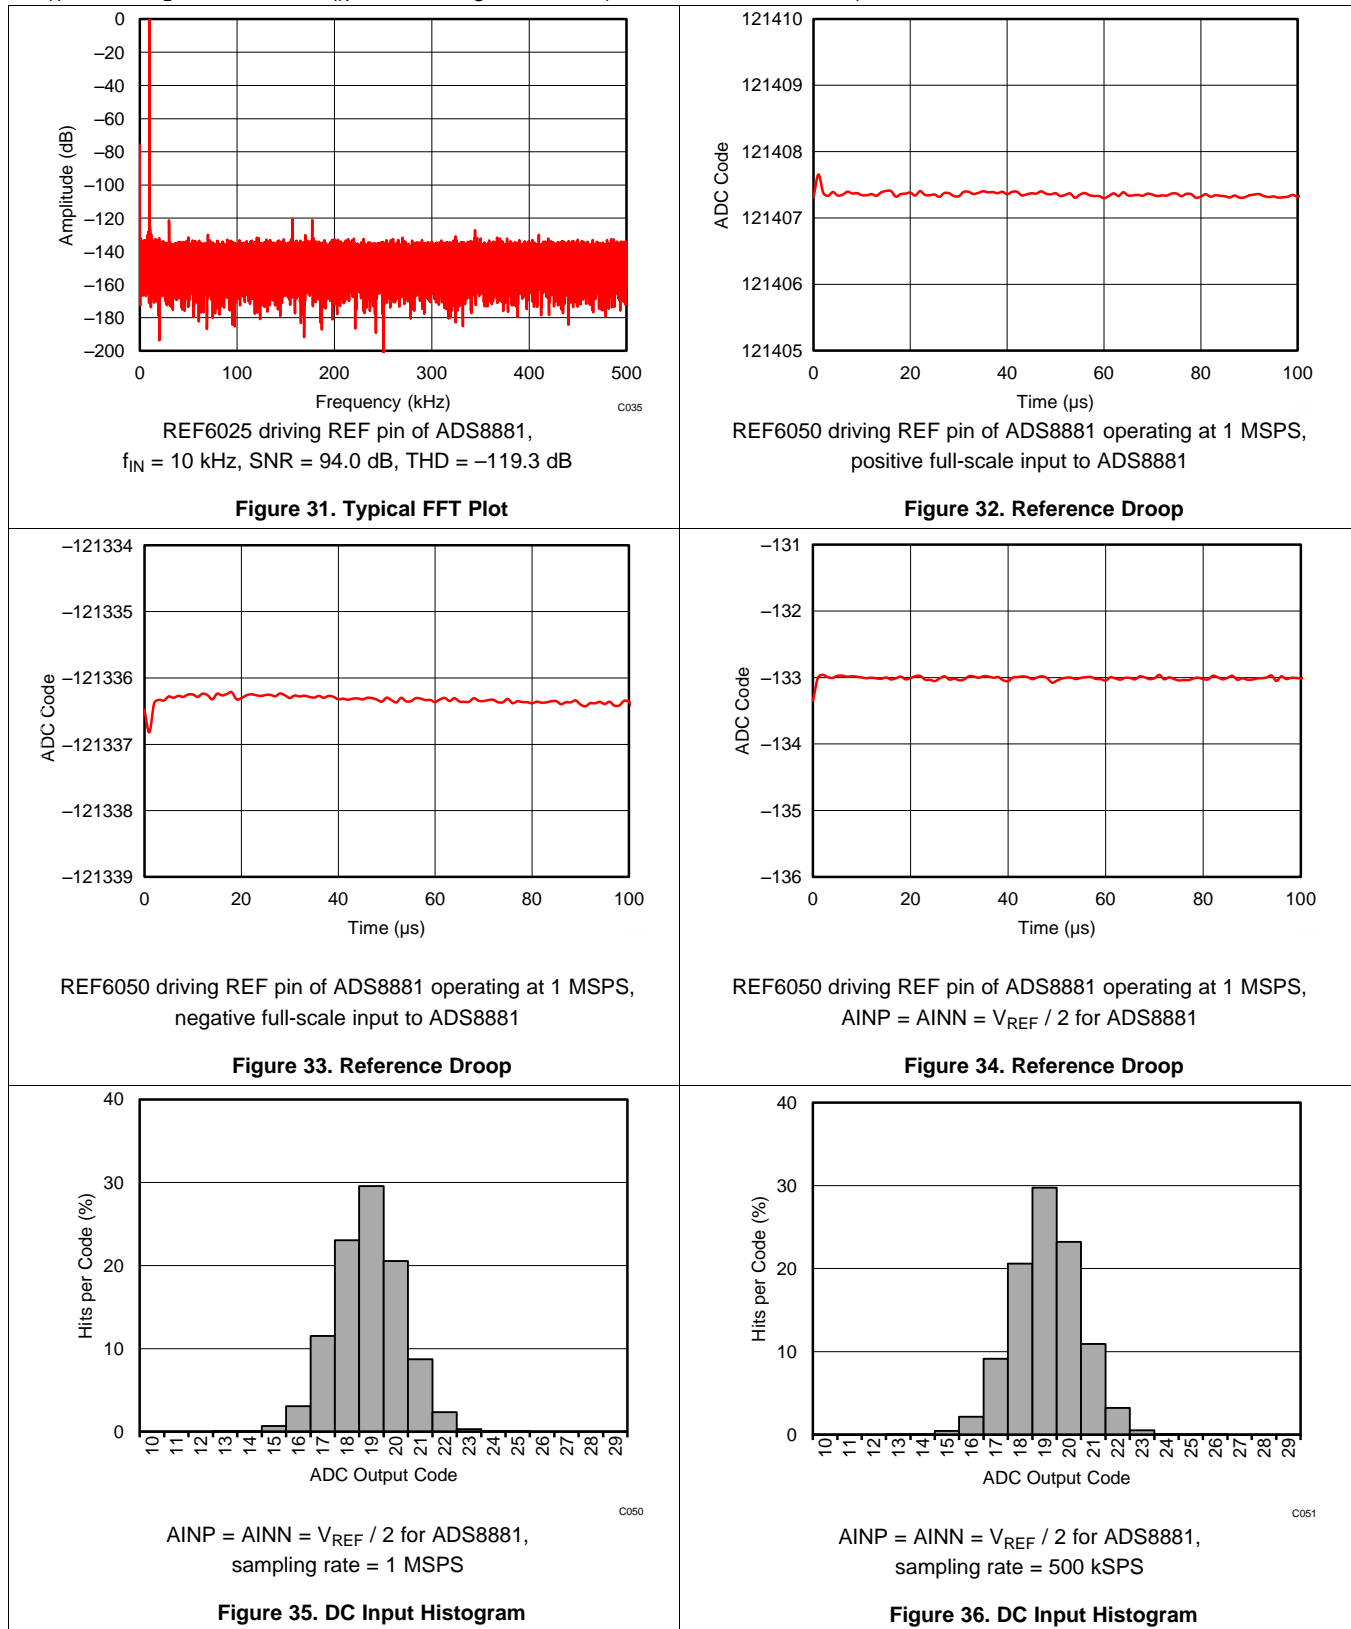 0
–20
–40
–60
–80
–100
–120
–140
–160
–180
–200
Amplitude (dB)
0 100 200 300 400 500
Frequency (kHz)
C035
REF6025 driving REF pin of ADS8881,
fIN = 10 kHz, SNR = 94.0 dB, THD = –119.3 dB
Figure 31. Typical FFT Plot
121410
121409
121408
121407
121406
121405
ADC Code
0 20 40 60 80 100
Time (µs)
REF6050 driving REF pin of ADS8881 operating at 1 MSPS,
positive full-scale input to ADS8881
Figure 32. Reference Droop
–121334
–121335
–121336
–121337
–121338
–121339
ADC Code
0 20 40 60 80 100
Time (µs)
REF6050 driving REF pin of ADS8881 operating at 1 MSPS,
negative full-scale input to ADS8881
Figure 33. Reference Droop
–131
–132
–133
–134
–135
–136
ADC Code
0 20 40 60 80 100
Time (µs)
REF6050 driving REF pin of ADS8881 operating at 1 MSPS,
AINP = AINN = VREF / 2 for ADS8881
Figure 34. Reference Droop
40
30
20
10
0
Hits per Code (%)
10 11 12 13 14 15 16 17 18 19 20 21 22 23 24 25 26 27 28 29
ADC Output Code
C050
AINP = AINN = VREF / 2 for ADS8881,
sampling rate = 1 MSPS
Figure 35. DC Input Histogram
40
30
20
10
0
Hits per Code (%)
10 11 12 13 14 15 16 17 18 19 20 21 22 23 24 25 26 27 28 29
ADC Output Code
C051
AINP = AINN = VREF / 2 for ADS8881,
sampling rate = 500 kSPS
Figure 36. DC Input Histogram